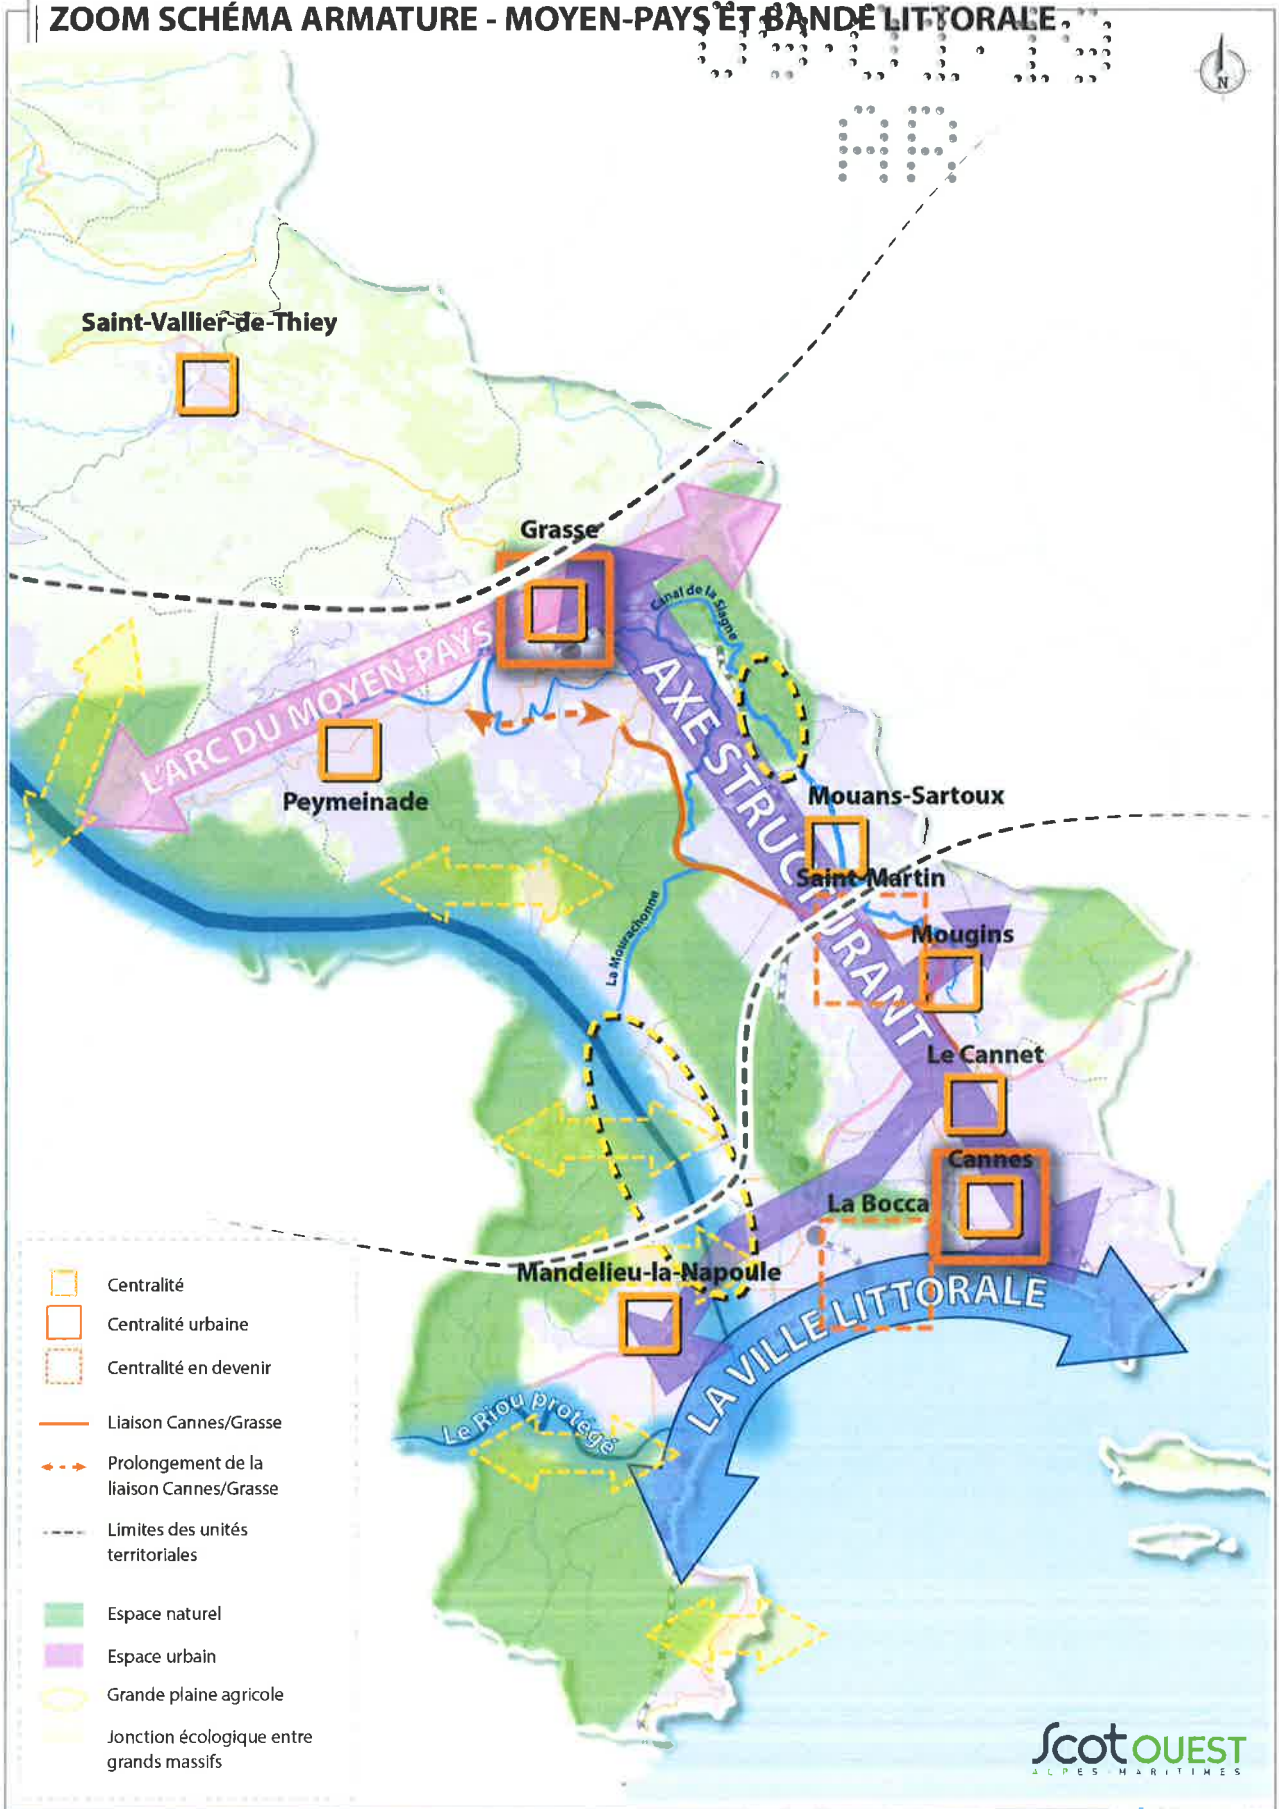 ZOOM SCHÉMA ARMATURE - MOYEN-PAYS ET BANDE LITTORALE
05-01-19
AR
N
Saint-Vallier-de-Thiey
Grasse
Canal de la Siagne
L'ARC DU MOYEN-PAYS
AXE STRUCTURANT
Peymeinade
Mouans-Sartoux
Saint-Martin
La Mourachonne
Mougins
Le Cannet
Cannes
La Bocca
Mandelieu-la-Napoule
LA VILLE LITTORALE
Le Riou protégé
Centralité
Centralité urbaine
Centralité en devenir
Liaison Cannes/Grasse
Prolongement de la
liaison Cannes/Grasse
Limites des unités
territoriales
Espace naturel
Espace urbain
Grande plaine agricole
Jonction écologique entre
grands massifs
Scot OUEST
ALPES-MARITIMES